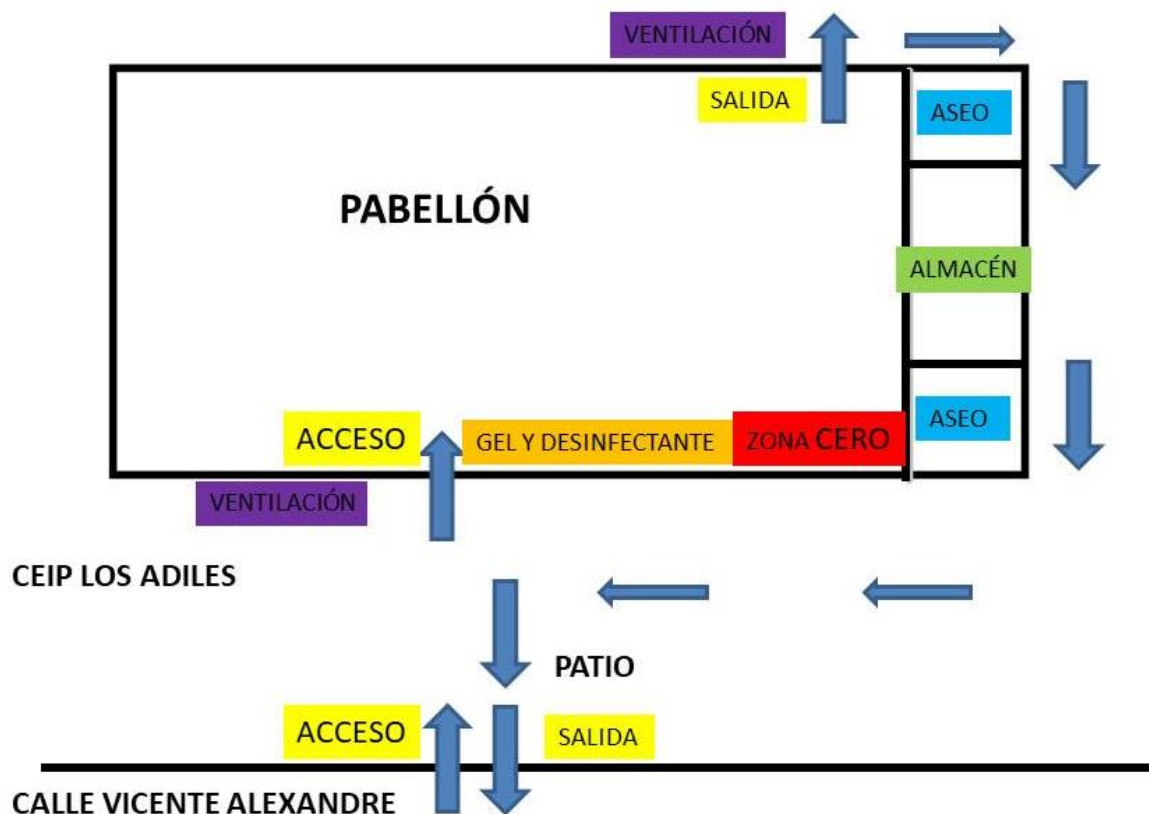 VENTILACIÓN
SALIDA
ASEO
PABELLÓN
ALMACÉN
ACCESO
GEL Y DESINFECTANTE
ZONA CERO
ASEO
VENTILACIÓN
CEIP LOS ADILES
PATIO
ACCESO
SALIDA
CALLE VICENTE ALEXANDRE